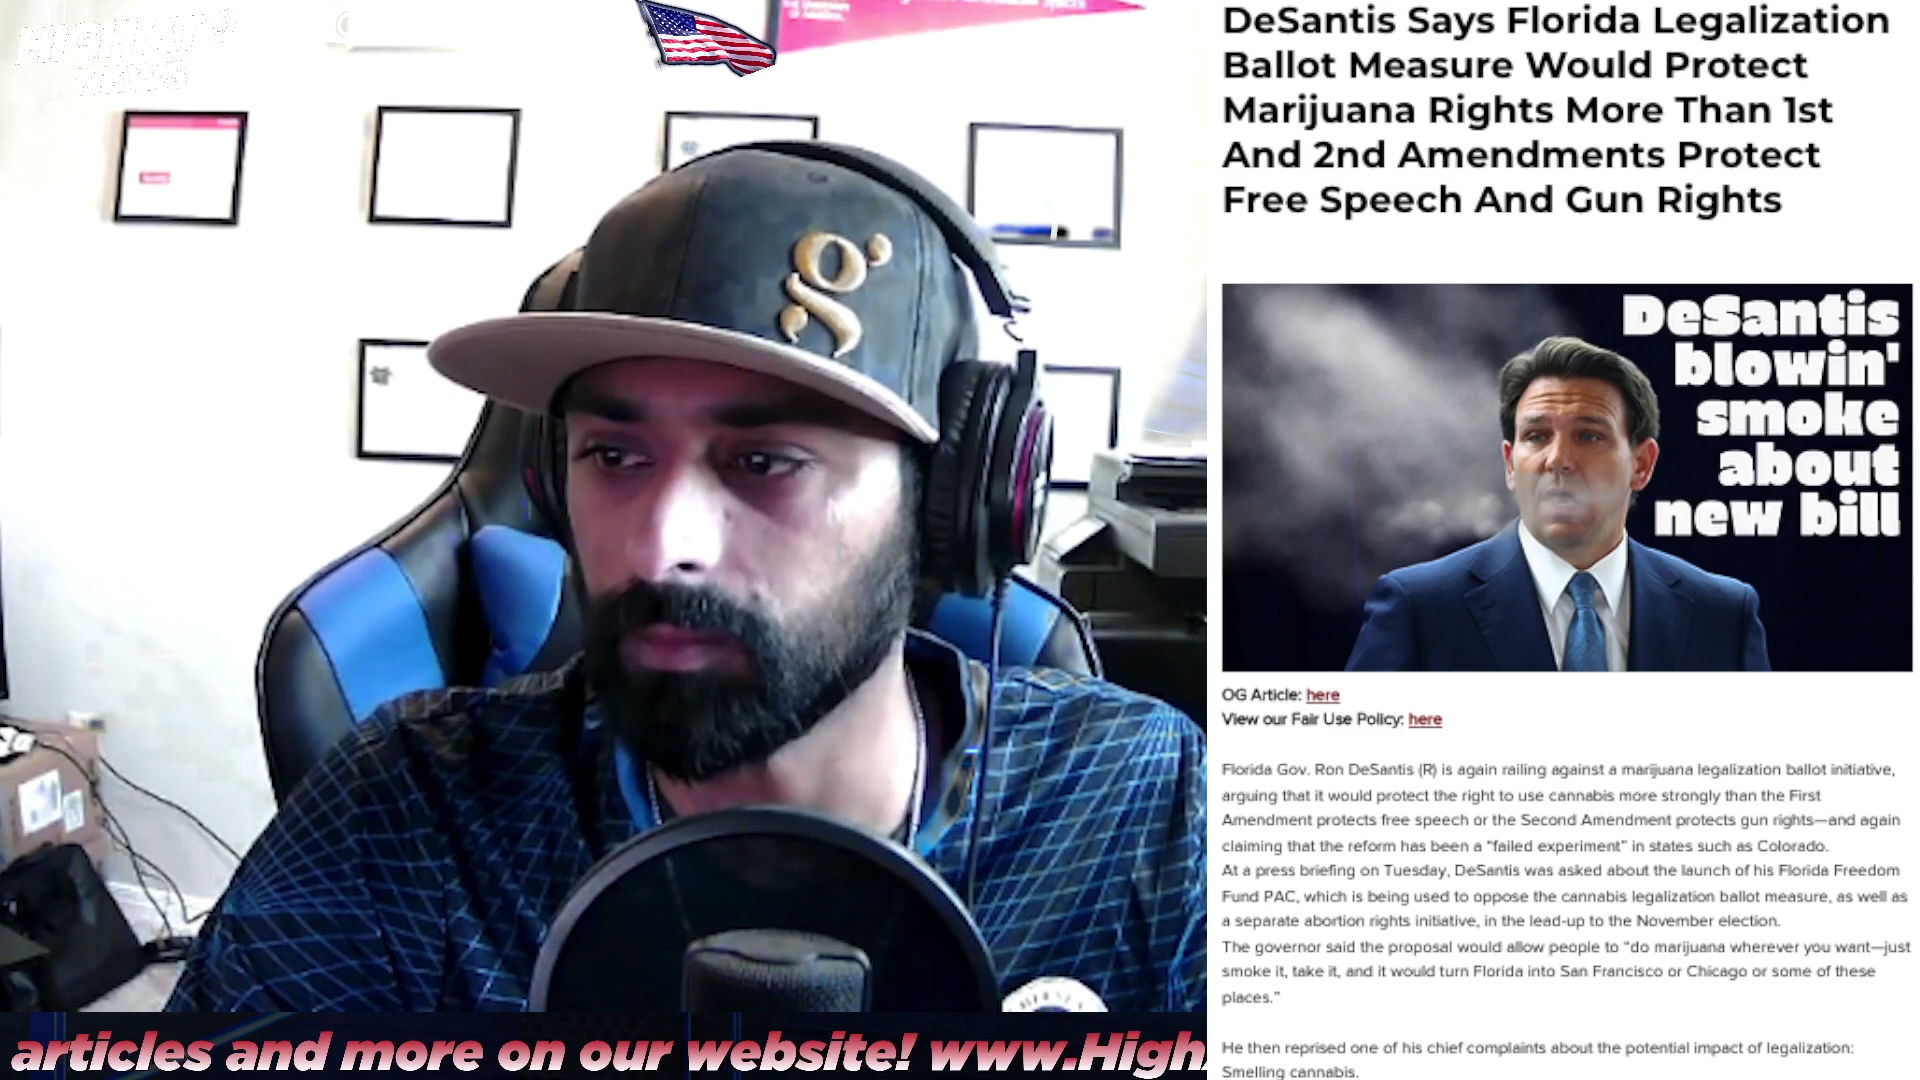 HIGH AT 9
NEWS
DeSantis Says Florida Legalization
Ballot Measure Would Protect
Marijuana Rights More Than 1st
And 2nd Amendments Protect
Free Speech And Gun Rights
DeSantis
blowin'
smoke
about
new bill
OG Article: here
View our Fair Use Policy: here
Florida Gov. Ron DeSantis (R) is again railing against a marijuana legalization ballot initiative,
arguing that it would protect the right to use cannabis more strongly than the First
Amendment protects free speech or the Second Amendment protects gun rights—and again
claiming that the reform has been a “failed experiment” in states such as Colorado.
At a press briefing on Tuesday, DeSantis was asked about the launch of his Florida Freedom
Fund PAC, which is being used to oppose the cannabis legalization ballot measure, as well as
a separate abortion rights initiative, in the lead-up to the November election.
The governor said the proposal would allow people to “do marijuana wherever you want—just
smoke it, take it, and it would turn Florida into San Francisco or Chicago or some of these
places.”
He then reprised one of his chief complaints about the potential impact of legalization:
Smelling cannabis.
g
articles and more on our website! www.High